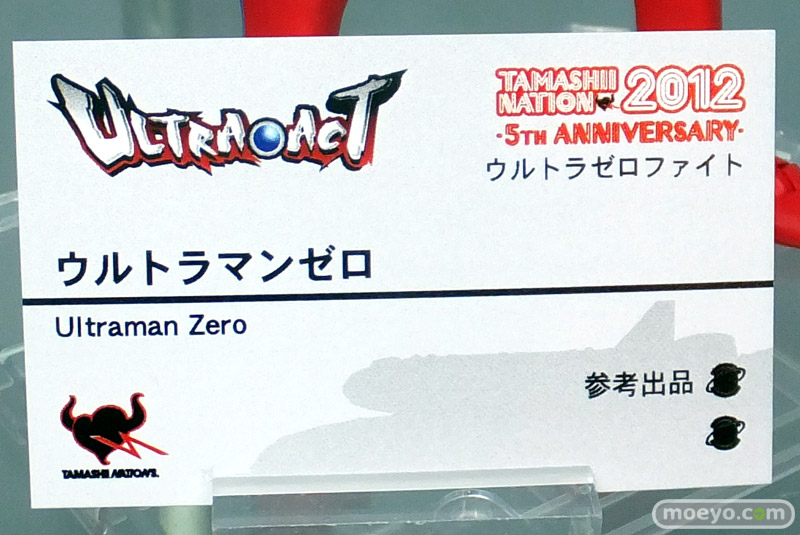 ULTRA-ACT
TAMASHII
NATION 2012
·5TH ANNIVERSARY·
ウルトラゼロファイト
ウルトラマンゼロ
Ultraman Zero
参考出品
TAMASHII NATIONS.
moeyo.com